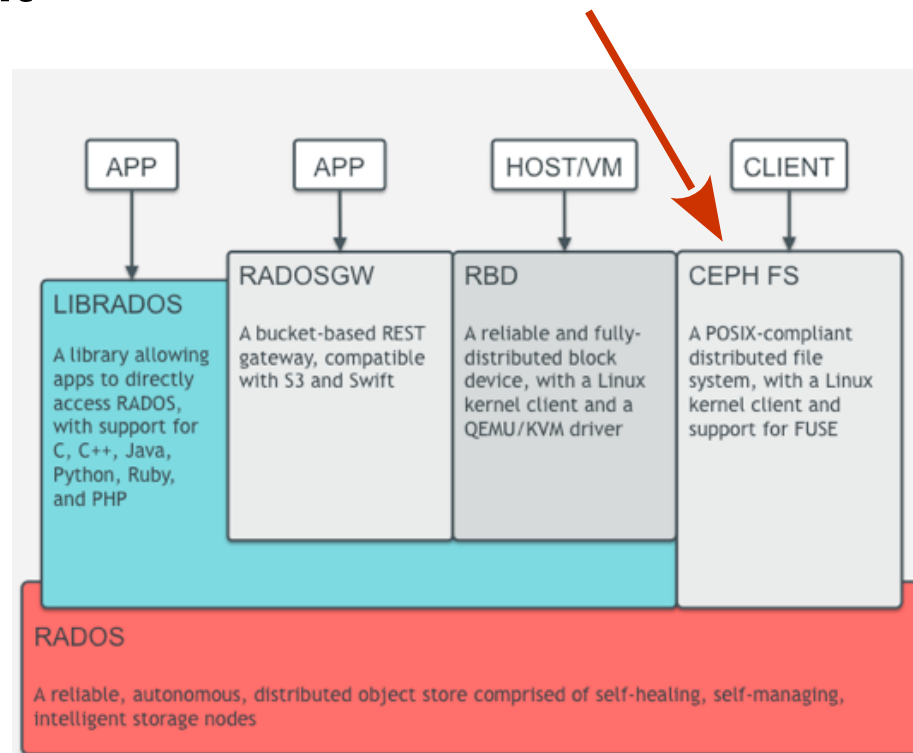 APP
APP
HOST/VM
CLIENT
LIBRADOS
A library allowing
apps to directly
access RADOS,
with support for
C, C++, Java,
Python, Ruby,
and PHP
RADOSGW
A bucket-based REST
gateway, compatible
with S3 and Swift
RBD
A reliable and fully-
distributed block
device, with a Linux
kernel client and a
QEMU/KVM driver
CEPH FS
A POSIX-compliant
distributed file
system, with a Linux
kernel client and
support for FUSE
RADOS
A reliable, autonomous, distributed object store comprised of self-healing, self-managing,
intelligent storage nodes